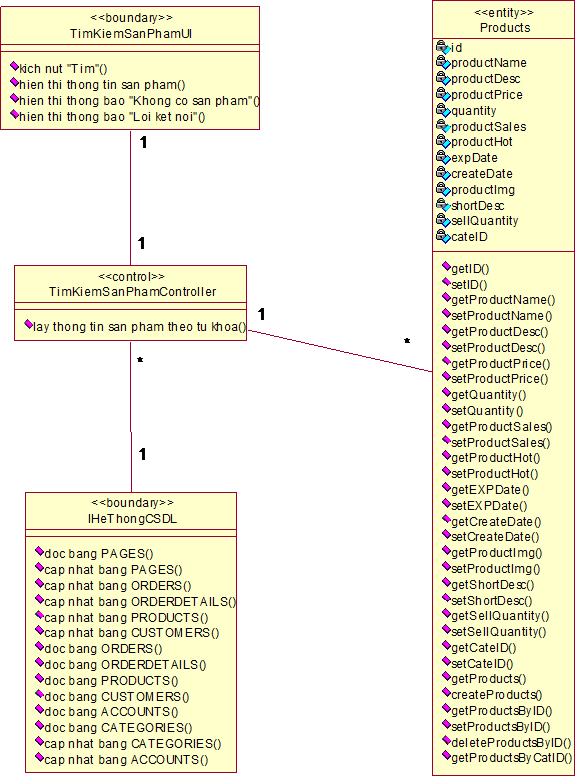 <<boundary>>
TimKiemSanPhamUI
kich nut "Tim"()
hien thi thong tin san pham()
hien thi thong bao "Khong co san pham"()
hien thi thong bao "Loi ket noi"()
1
1
<<control>>
TimKiemSanPhamController
lay thong tin san pham theo tu khoa()
1
*
*
1
<<boundary>>
IHeThongCSDL
doc bang PAGES()
cap nhat bang PAGES()
cap nhat bang ORDERS()
cap nhat bang ORDERDETAILS()
cap nhat bang PRODUCTS()
cap nhat bang CUSTOMERS()
doc bang ORDERS()
doc bang ORDERDETAILS()
doc bang PRODUCTS()
doc bang CUSTOMERS()
doc bang ACCOUNTS()
doc bang CATEGORIES()
cap nhat bang CATEGORIES()
cap nhat bang ACCOUNTS()
<<entity>>
Products
id
productName
productDesc
productPrice
quantity
productSales
productHot
expDate
createDate
productImg
shortDesc
sellQuantity
cateID
getID()
setID()
getProductName()
setProductName()
getProductDesc()
setProductDesc()
getProductPrice()
setProductPrice()
getQuantity()
setQuantity()
getProductSales()
setProductSales()
getProductHot()
setProductHot()
getEXPDate()
setEXPDate()
getCreateDate()
setCreateDate()
getProductImg()
setProductImg()
getShortDesc()
setShortDesc()
getSellQuantity()
setSellQuantity()
getCateID()
setCateID()
getProducts()
createProducts()
getProductsByID()
setProductsByID()
deleteProductsByID()
getProductsByCatID()